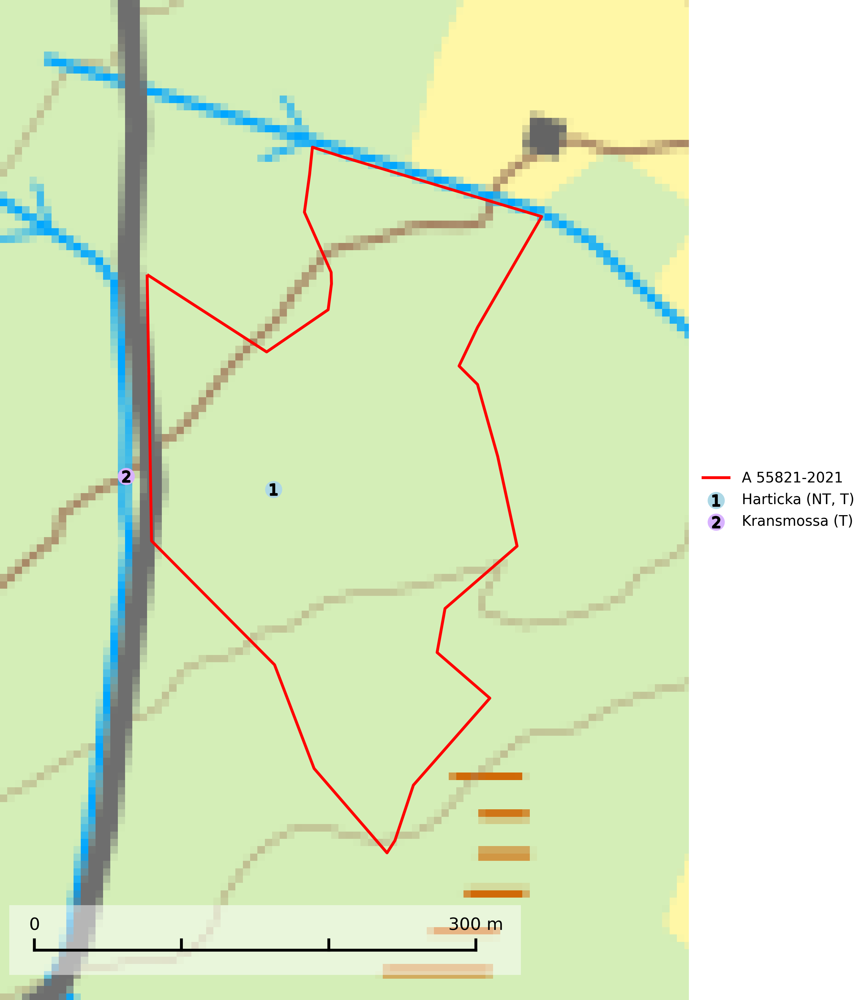 2
1
A 55821-2021
1 Harticka (NT, T)
2 Kransmossa (T)
0 300 m